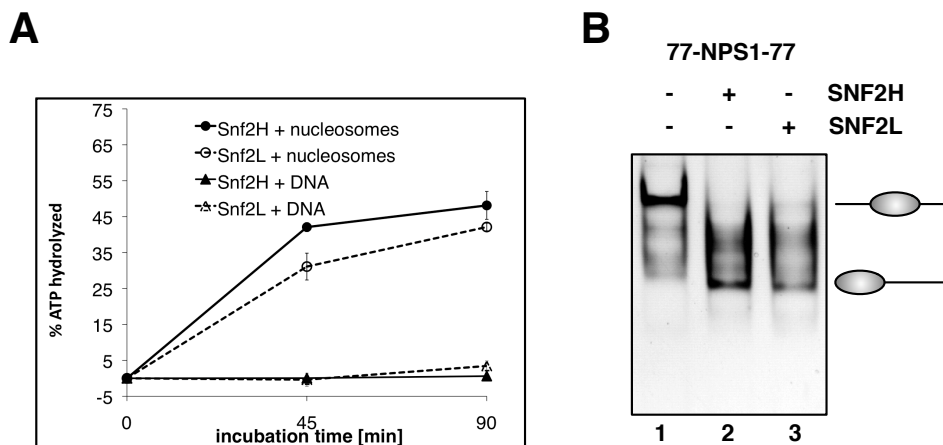 A
75
65
55
45
35
25
15
5
-5
% ATP hydrolyzed
Snf2H + nucleosomes
Snf2L + nucleosomes
Snf2H + DNA
Snf2L + DNA
0 45 90
incubation time [min]
B
77-NPS1-77
- + - SNF2H
- - + SNF2L
1 2 3